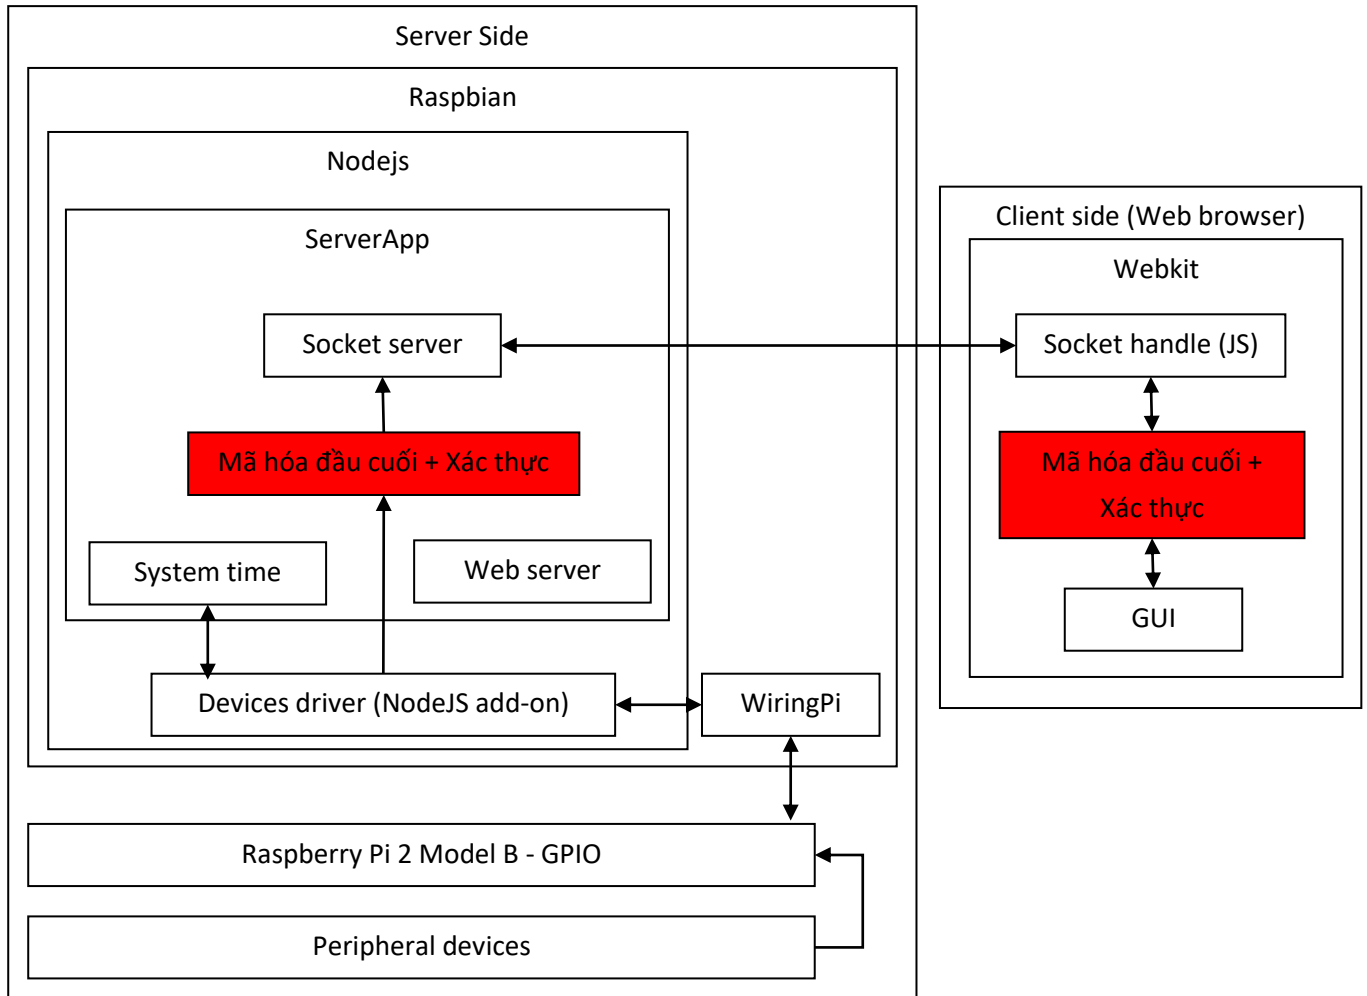 Server Side
Raspbian
Nodejs
ServerApp
Socket server
Mã hóa đầu cuối + Xác thực
System time
Web server
Devices driver (NodeJS add-on)
WiringPi
Raspberry Pi 2 Model B - GPIO
Peripheral devices
Client side (Web browser)
Webkit
Socket handle (JS)
Mã hóa đầu cuối +
Xác thực
GUI